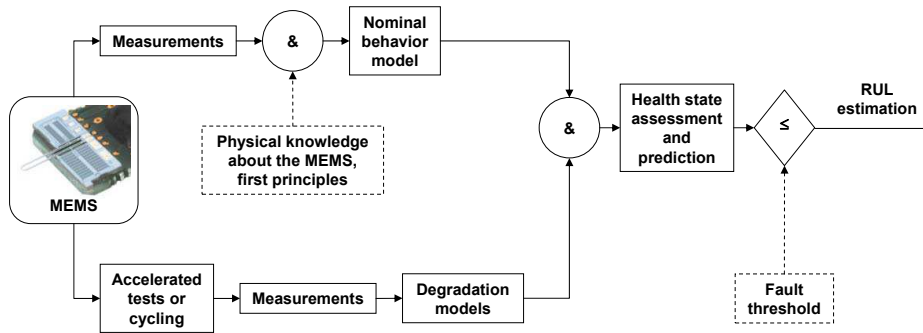 Measurements
&
Nominal
behavior
model
Physical knowledge
about the MEMS,
first principles
MEMS
&
Health state
assessment
and
prediction
≤
RUL
estimation
Accelerated
tests or
cycling
Measurements
Degradation
models
Fault
threshold